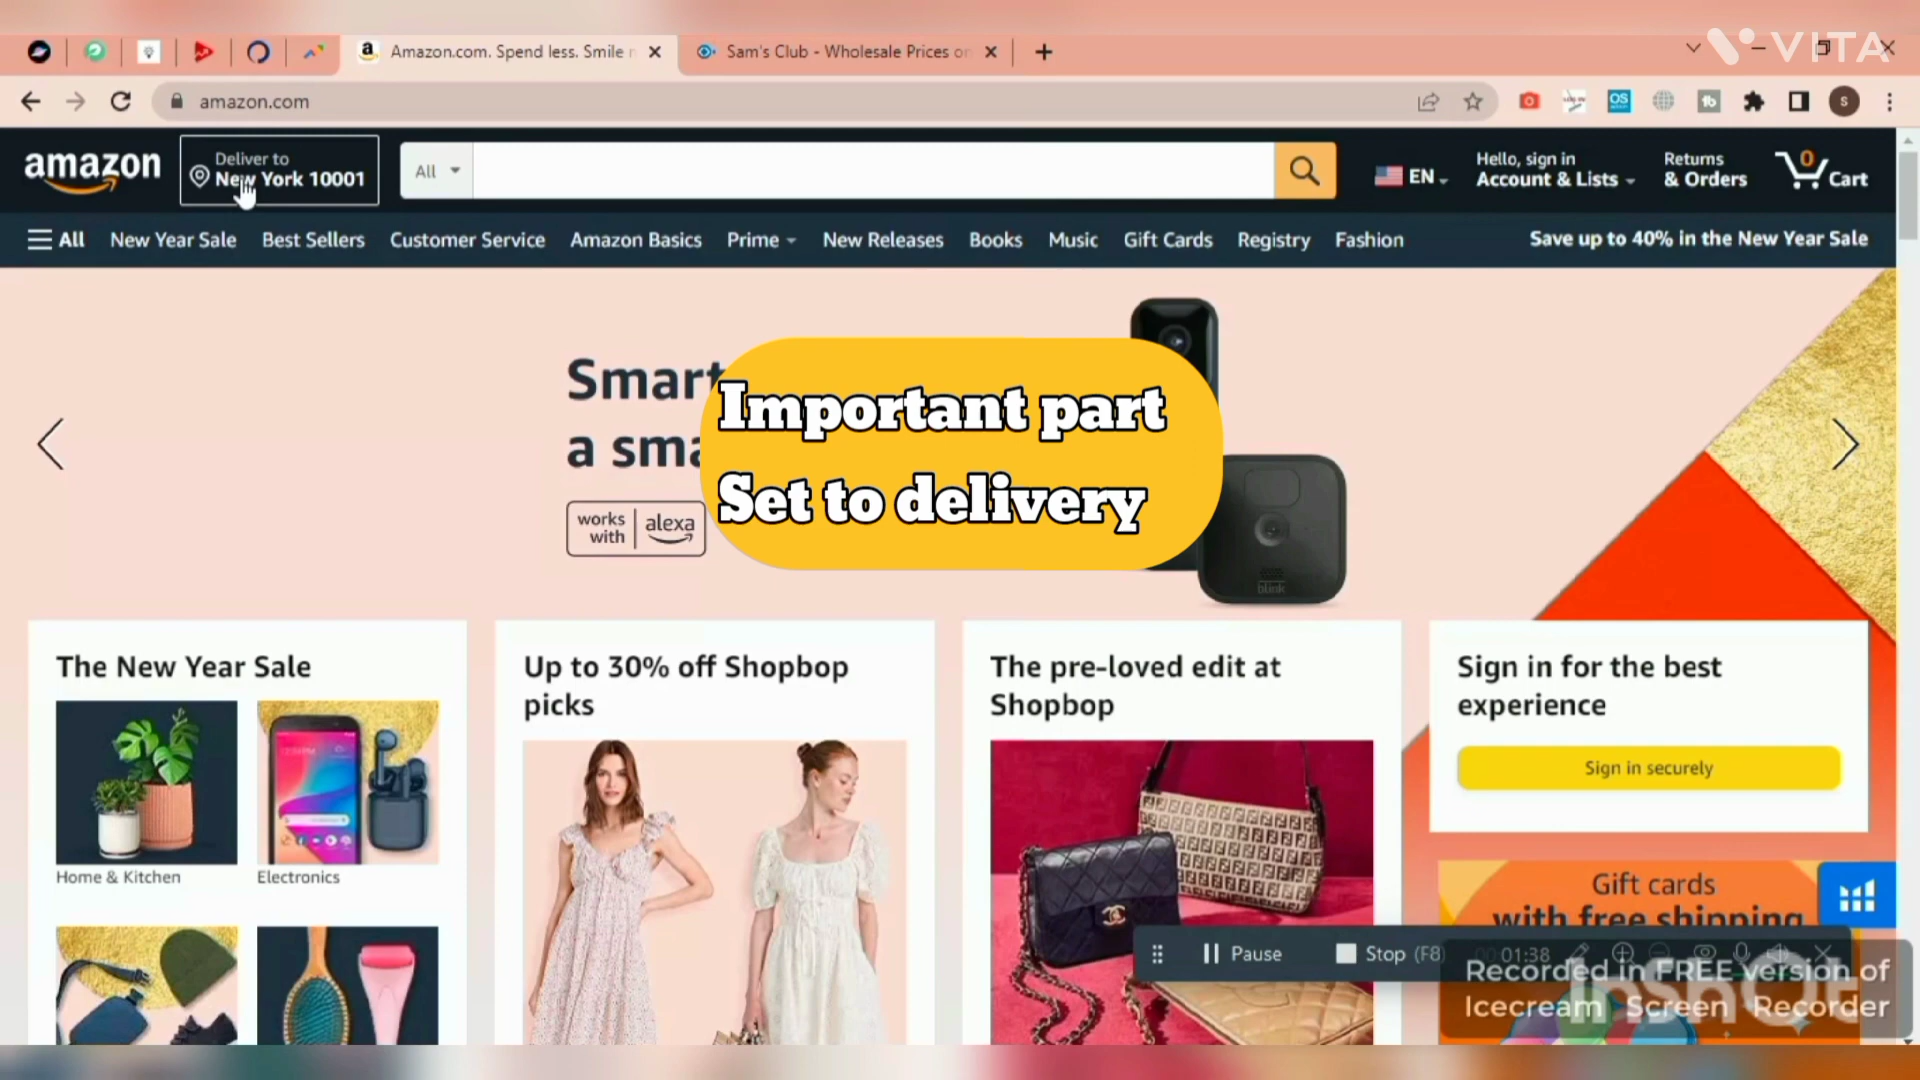 VITA
Amazon.com. Spend less. Smile
Sam's Club - Wholesale Prices on
amazon.com
S
amazon
Deliver to
New York 10001
All
EN
Hello, sign in
Account & Lists
Returns
& Orders
0
Cart
All
New Year Sale
Best Sellers
Customer Service
Amazon Basics
Prime
New Releases
Books
Music
Gift Cards
Registry
Fashion
Save up to 40% in the New Year Sale
Smart
a sma
works
with
alexa
Important part
Set to delivery
blink
The New Year Sale
Home & Kitchen
Electronics
Up to 30% off Shopbop
picks
The pre-loved edit at
Shopbop
Sign in for the best
experience
Sign in securely
Gift cards
with free shipping
Pause
Stop (F8)
00:01:38
Recorded in FREE version of
Icecream Screen Recorder
InShOt